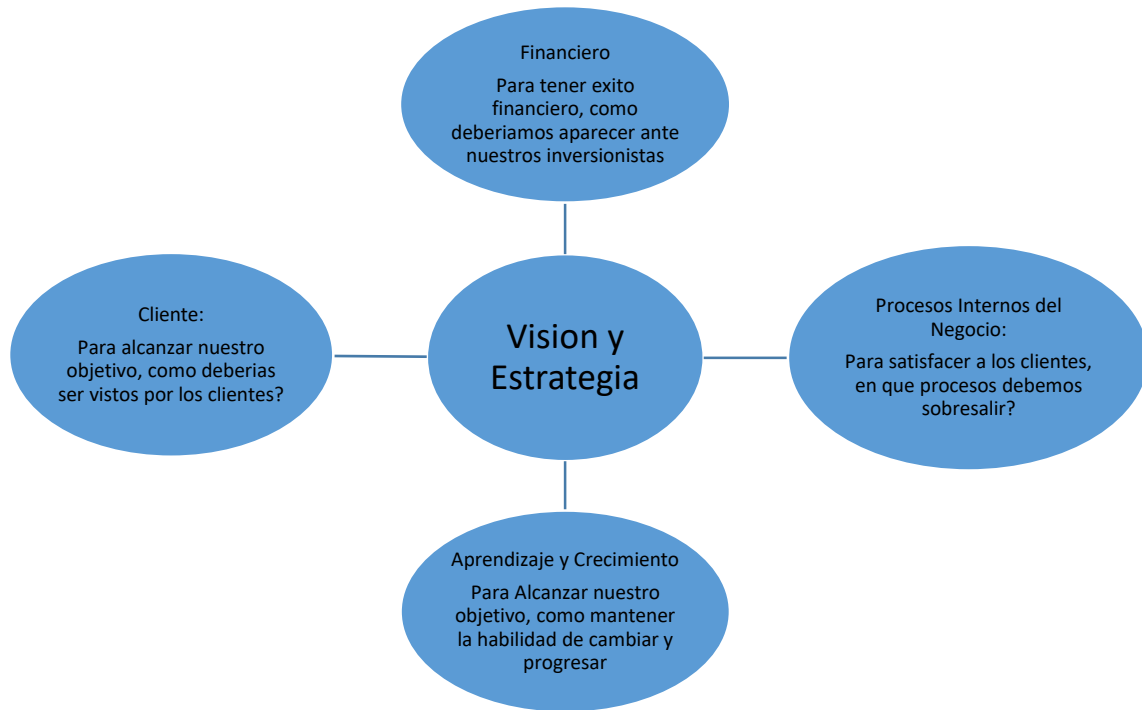 Financiero
Para tener exito
financiero, como
deberiamos aparecer ante
nuestros inversionistas
Cliente:
Para alcanzar nuestro
objetivo, como deberias
ser vistos por los clientes?
Vision y
Estrategia
Procesos Internos del
Negocio:
Para satisfacer a los clientes,
en que procesos debemos
sobresalir?
Aprendizaje y Crecimiento
Para Alcanzar nuestro
objetivo, como mantener
la habilidad de cambiar y
progresar